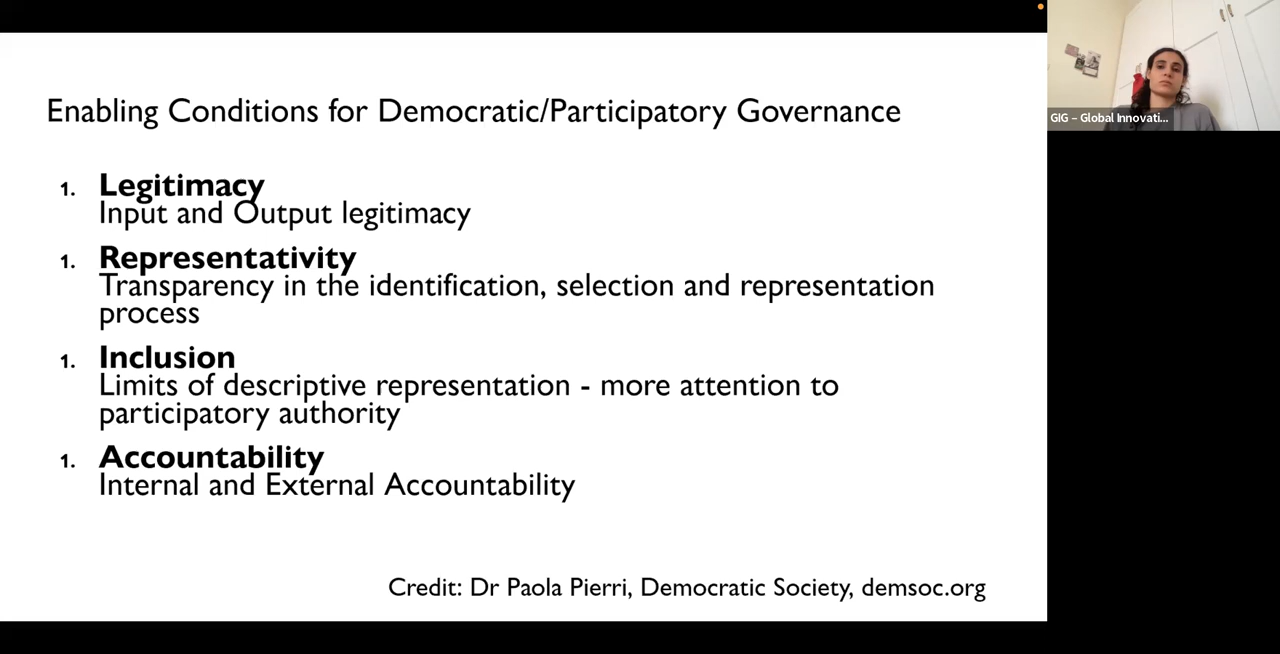 Enabling Conditions for Democratic/Participatory Governance
1. Legitimacy
Input and Output legitimacy
1. Representativity
Transparency in the identification, selection and representation
process
1. Inclusion
Limits of descriptive representation - more attention to
participatory authority
1. Accountability
Internal and External Accountability
Credit: Dr Paola Pierri, Democratic Society, demsoc.org
GIG – Global Innovati...